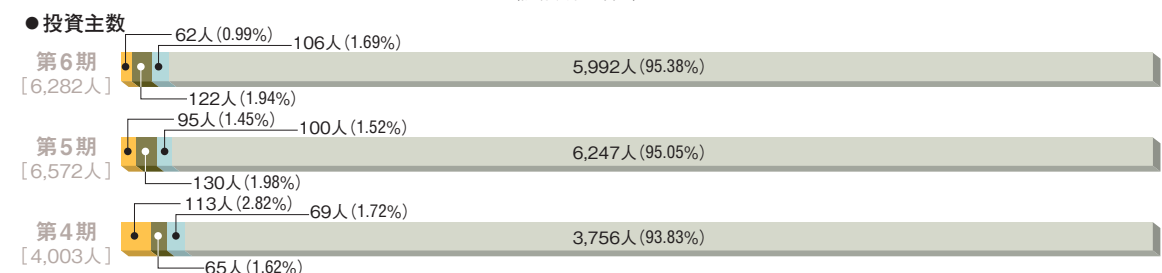 ●投資主数
62人(0.99%)
106人(1.69%)
第6期
[6,282人]
5,992人(95.38%)
122人(1.94%)
95人(1.45%)
100人(1.52%)
第5期
[6,572人]
6,247人(95.05%)
130人(1.98%)
113人(2.82%)
69人(1.72%)
第4期
[4,003人]
3,756人(93.83%)
65人(1.62%)